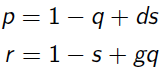 p = 1 − q + ds
r = 1 − s + gq